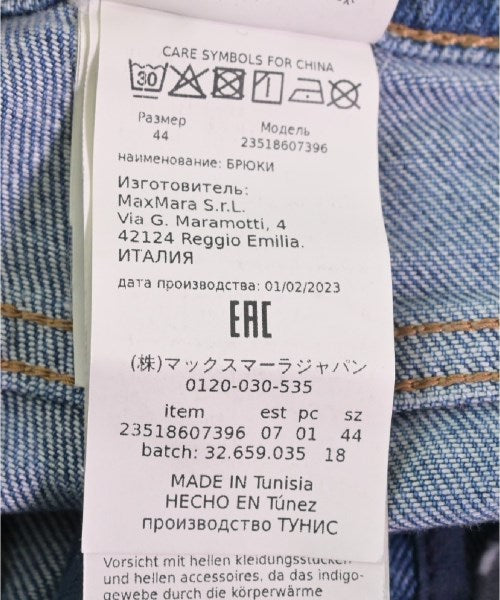 CARE SYMBOLS FOR CHINA
30
Размер Модель
44 23518607396
наименование: БРЮКИ
Изготовитель:
MaxMara S.r.L.
Via G. Maramotti, 4
42124 Reggio Emilia.
ИТАЛИЯ
дата производства: 01/02/2023
EAC
(株)マックスマーラジャパン
0120-030-535
item est pc sz
23518607396 07 01 44
batch: 32.659.035 18
MADE IN Tunisia
HECHO EN Túnez
производство ТУНИС
Vorsicht mit hellen kleidungsstücken
und hellen accessoires, da das indigo-
gewebe durch die körperwärme